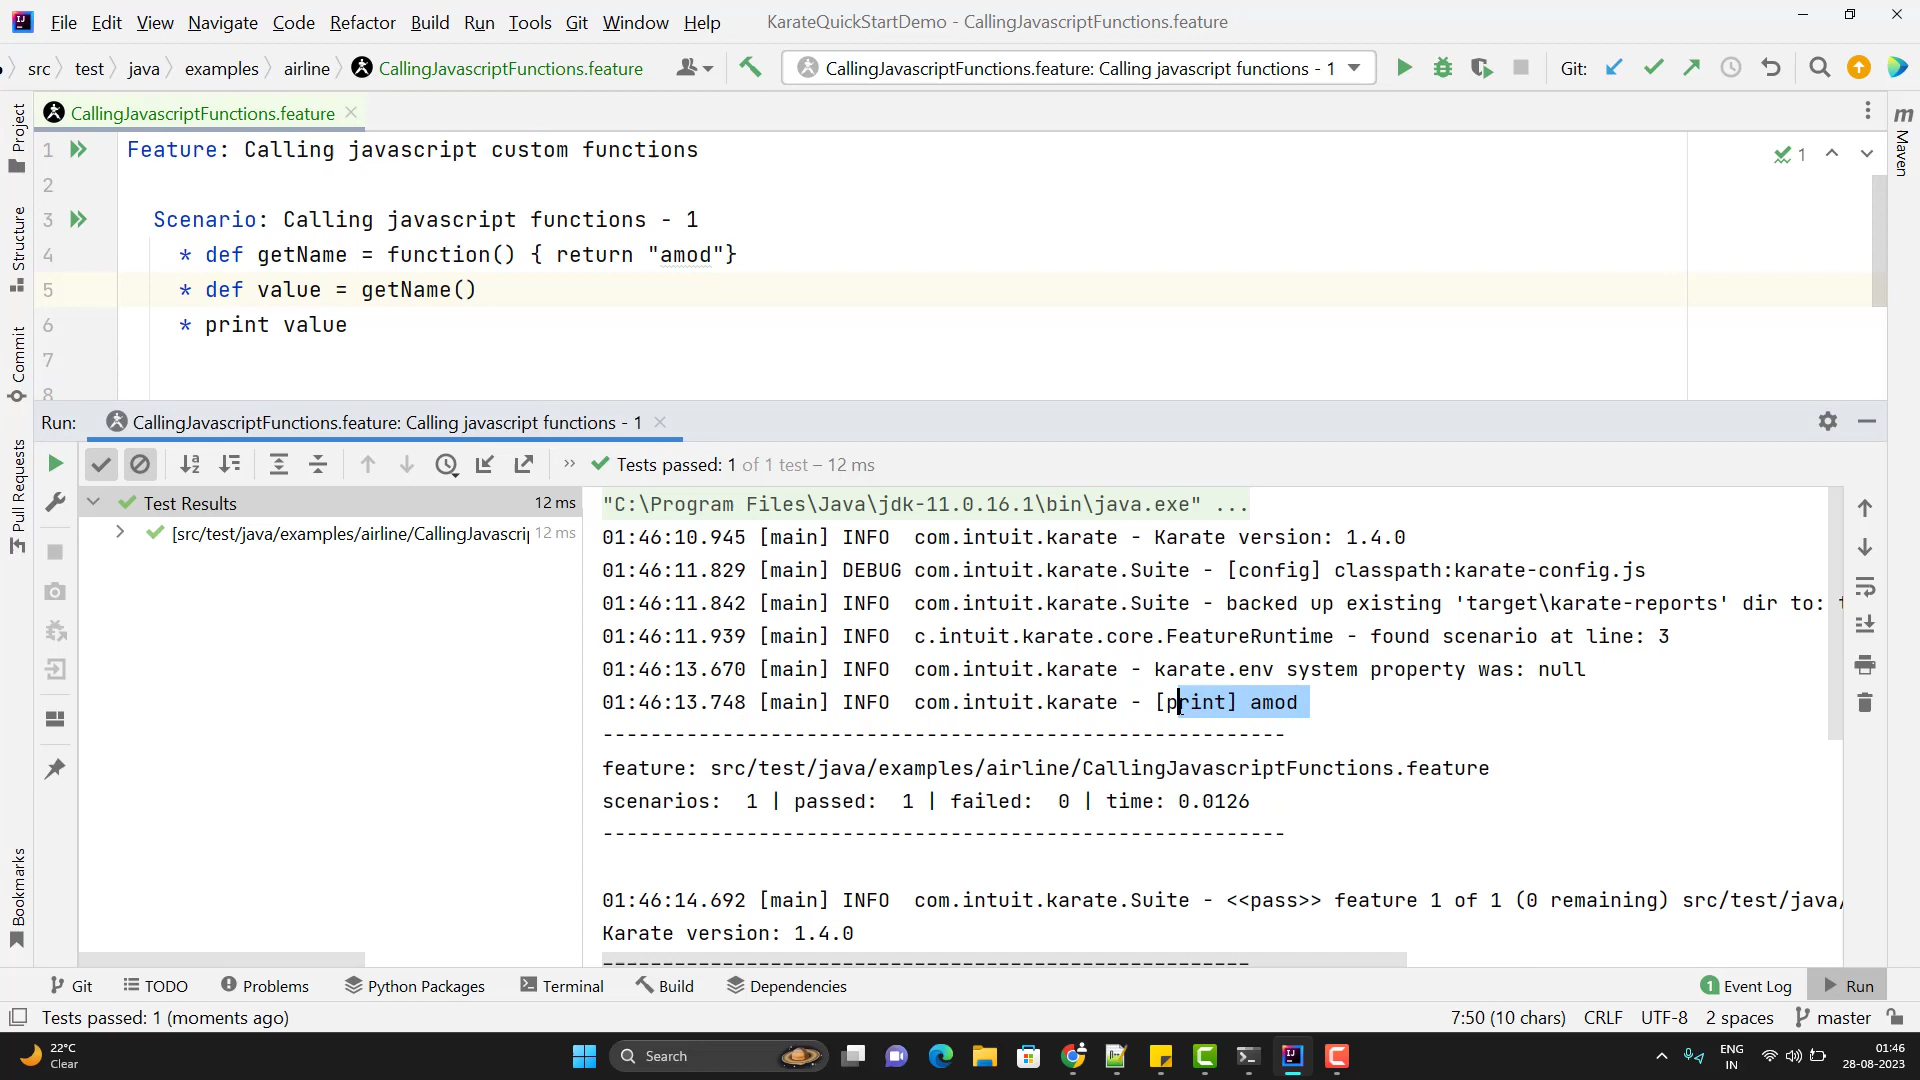 File Edit View Navigate Code Refactor Build Run Tools Git Window Help KarateQuickStartDemo - CallingJavascriptFunctions.feature
src test java examples airline CallingJavascriptFunctions.feature CallingJavascriptFunctions.feature: Calling javascript functions - 1 Git:
CallingJavascriptFunctions.feature
1 Feature: Calling javascript custom functions
2
3 Scenario: Calling javascript functions - 1
4 * def getName = function() { return "amod"}
5 * def value = getName()
6 * print value
7
8
1
Project
Structure
Commit
Pull Requests
Bookmarks
m Maven
Run: CallingJavascriptFunctions.feature: Calling javascript functions - 1
» Tests passed: 1 of 1 test – 12 ms
Test Results 12 ms
[src/test/java/examples/airline/CallingJavascri 12 ms
"C:\Program Files\Java\jdk-11.0.16.1\bin\java.exe" ...
01:46:10.945 [main] INFO com.intuit.karate - Karate version: 1.4.0
01:46:11.829 [main] DEBUG com.intuit.karate.Suite - [config] classpath:karate-config.js
01:46:11.842 [main] INFO com.intuit.karate.Suite - backed up existing 'target\karate-reports' dir to:
01:46:11.939 [main] INFO c.intuit.karate.core.FeatureRuntime - found scenario at line: 3
01:46:13.670 [main] INFO com.intuit.karate - karate.env system property was: null
01:46:13.748 [main] INFO com.intuit.karate - [print] amod
---------------------------------------------------------
feature: src/test/java/examples/airline/CallingJavascriptFunctions.feature
scenarios: 1 | passed: 1 | failed: 0 | time: 0.0126
---------------------------------------------------------
01:46:14.692 [main] INFO com.intuit.karate.Suite - <<pass>> feature 1 of 1 (0 remaining) src/test/java/
Karate version: 1.4.0
======================================================
Git TODO Problems Python Packages Terminal Build Dependencies 1 Event Log Run
Tests passed: 1 (moments ago) 7:50 (10 chars) CRLF UTF-8 2 spaces master
22°C
Clear
Search
ENG
IN
01:46
28-08-2023